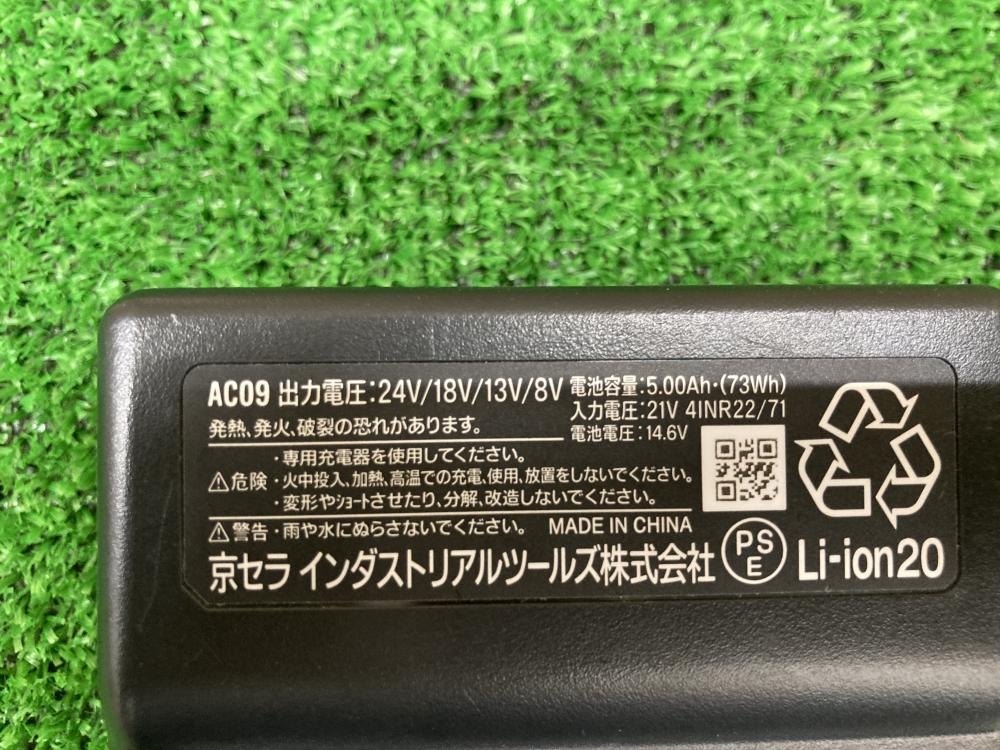 AC09 出力電圧:24V/18V/13V/8V
電池容量:5.00Ah･(73Wh)
入力電圧:21V 4INR22/71
電池電圧:14.6V
発熱、発火、破裂の恐れがあります。
⚠危険
・専用充電器を使用してください。
・火中投入、加熱、高温での充電、使用、放置をしないでください。
・変形やｼｮｰﾄさせたり、分解、改造しないでください。
⚠警告・雨や水にぬらさないでください。
MADE IN CHINA
京セラ インダストリアルツールズ株式会社
PS
E
Li-ion20